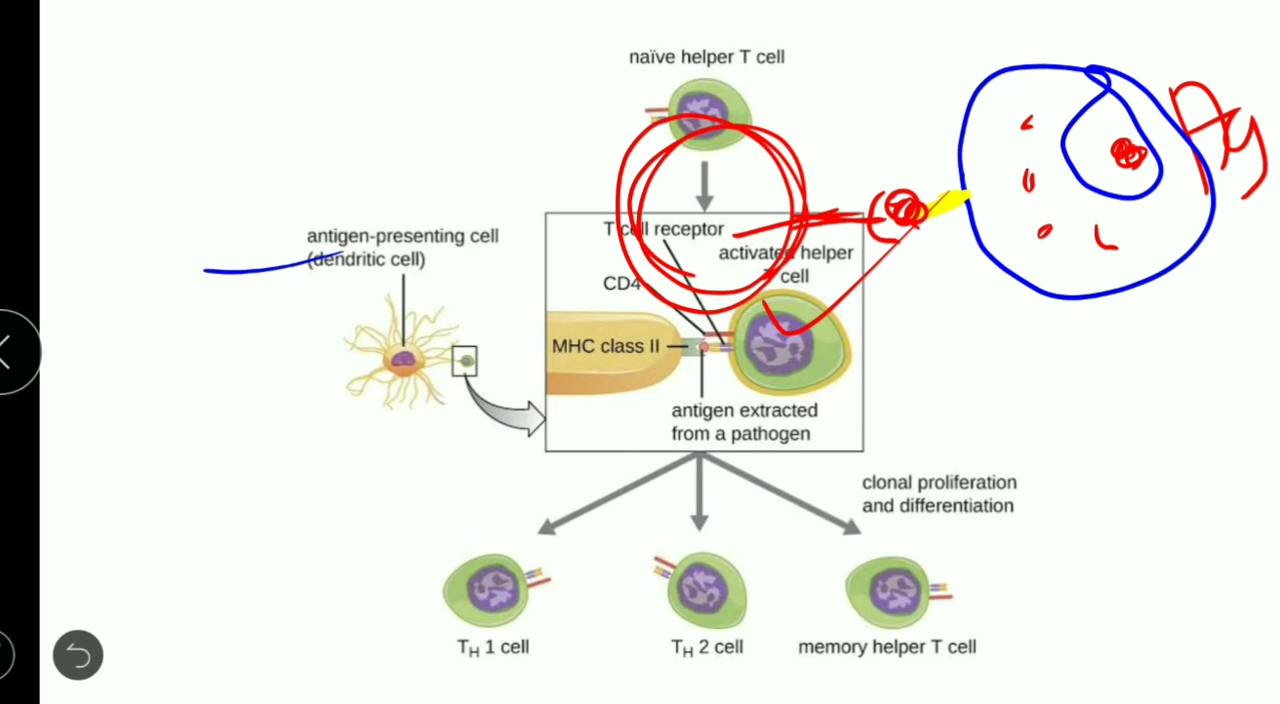 naïve helper T cell
T cell receptor
activated helper
T cell
CD4
antigen-presenting cell
(dendritic cell)
MHC class II
antigen extracted
from a pathogen
clonal proliferation
and differentiation
TH 1 cell
TH 2 cell
memory helper T cell
Ag